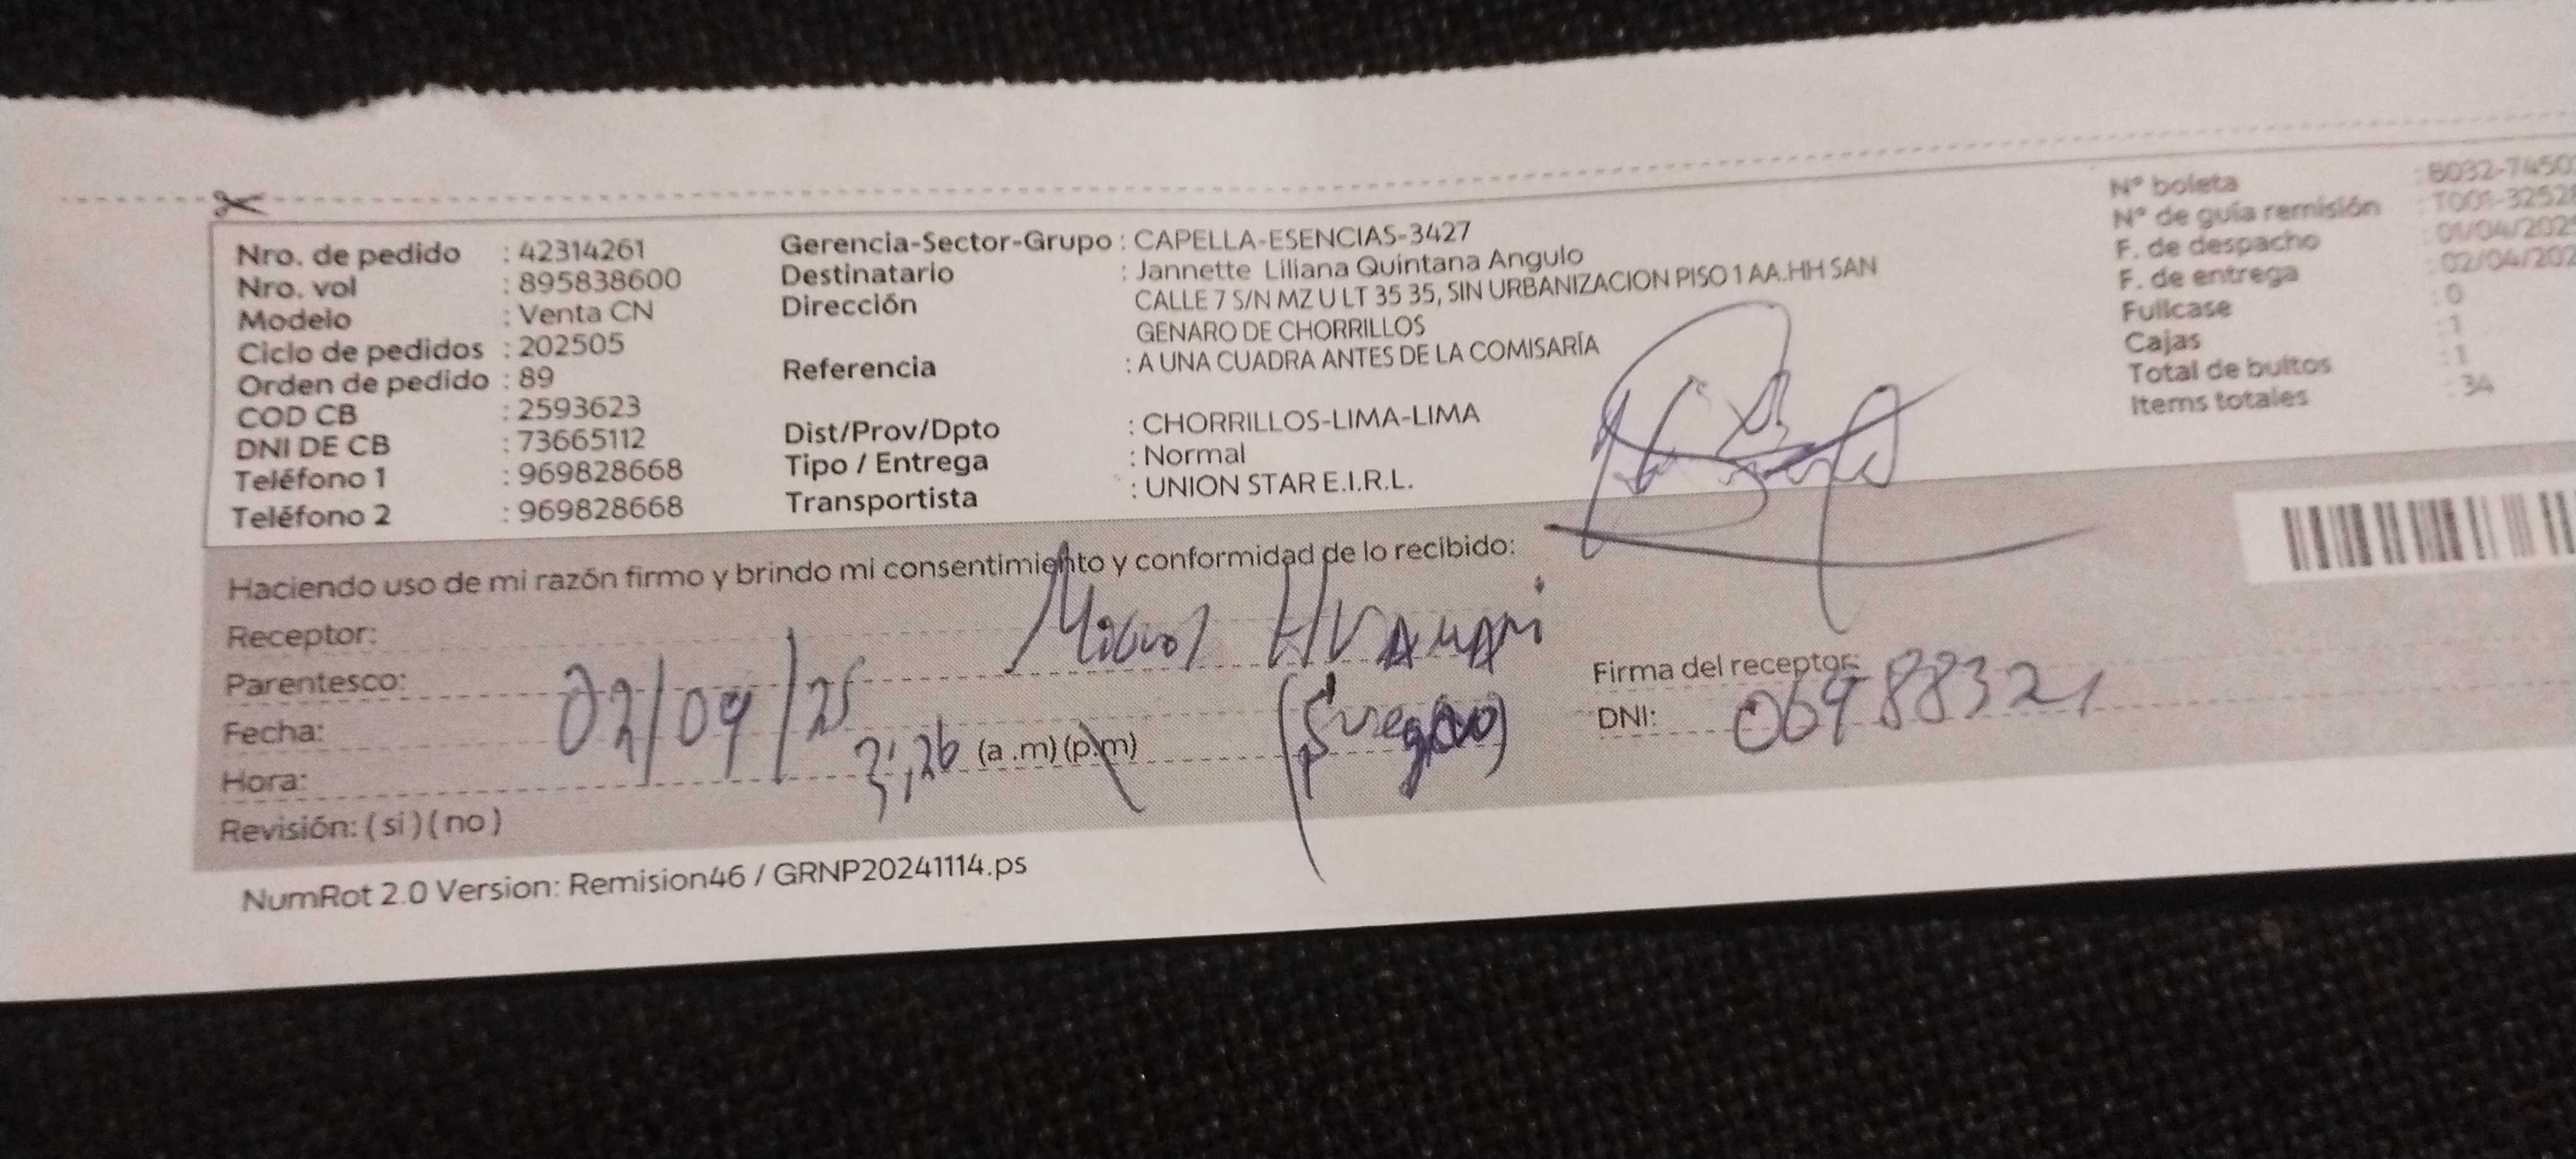 Nro. de pedido : 42314261
Nro. vol : 895838600
Modelo : Venta CN
Ciclo de pedidos : 202505
Orden de pedido : 89
COD CB : 2593623
DNI DE CB : 73665112
Teléfono 1 : 969828668
Teléfono 2 : 969828668
Gerencia-Sector-Grupo : CAPELLA-ESENCIAS-3427
Destinatario : Jannette Liliana Quintana Angulo
Dirección CALLE 7 S/N MZ U LT 35 35, SIN URBANIZACION PISO 1 AA.HH SAN
GENARO DE CHORRILLOS
Referencia : A UNA CUADRA ANTES DE LA COMISARÍA
Dist/Prov/Dpto : CHORRILLOS-LIMA-LIMA
Tipo / Entrega : Normal
Transportista : UNION STAR E.I.R.L.
N° boleta : B032-7450
N° de guía remisión : T001-3252
F. de despacho : 01/04/202
F. de entrega : 02/04/202
Fullcase : 0
Cajas : 1
Total de bultos : 1
Items totales : 34
Haciendo uso de mi razón firmo y brindo mi consentimiento y conformidad de lo recibido:
Receptor: HUAMANI
Parentesco: (Suegro)
Fecha: 02/04/25
Hora: 3:26 (a .m) (p.m)
Revisión: ( si ) ( no )
Firma del receptor:
DNI: 06988321
NumRot 2.0 Version: Remision46 / GRNP20241114.ps